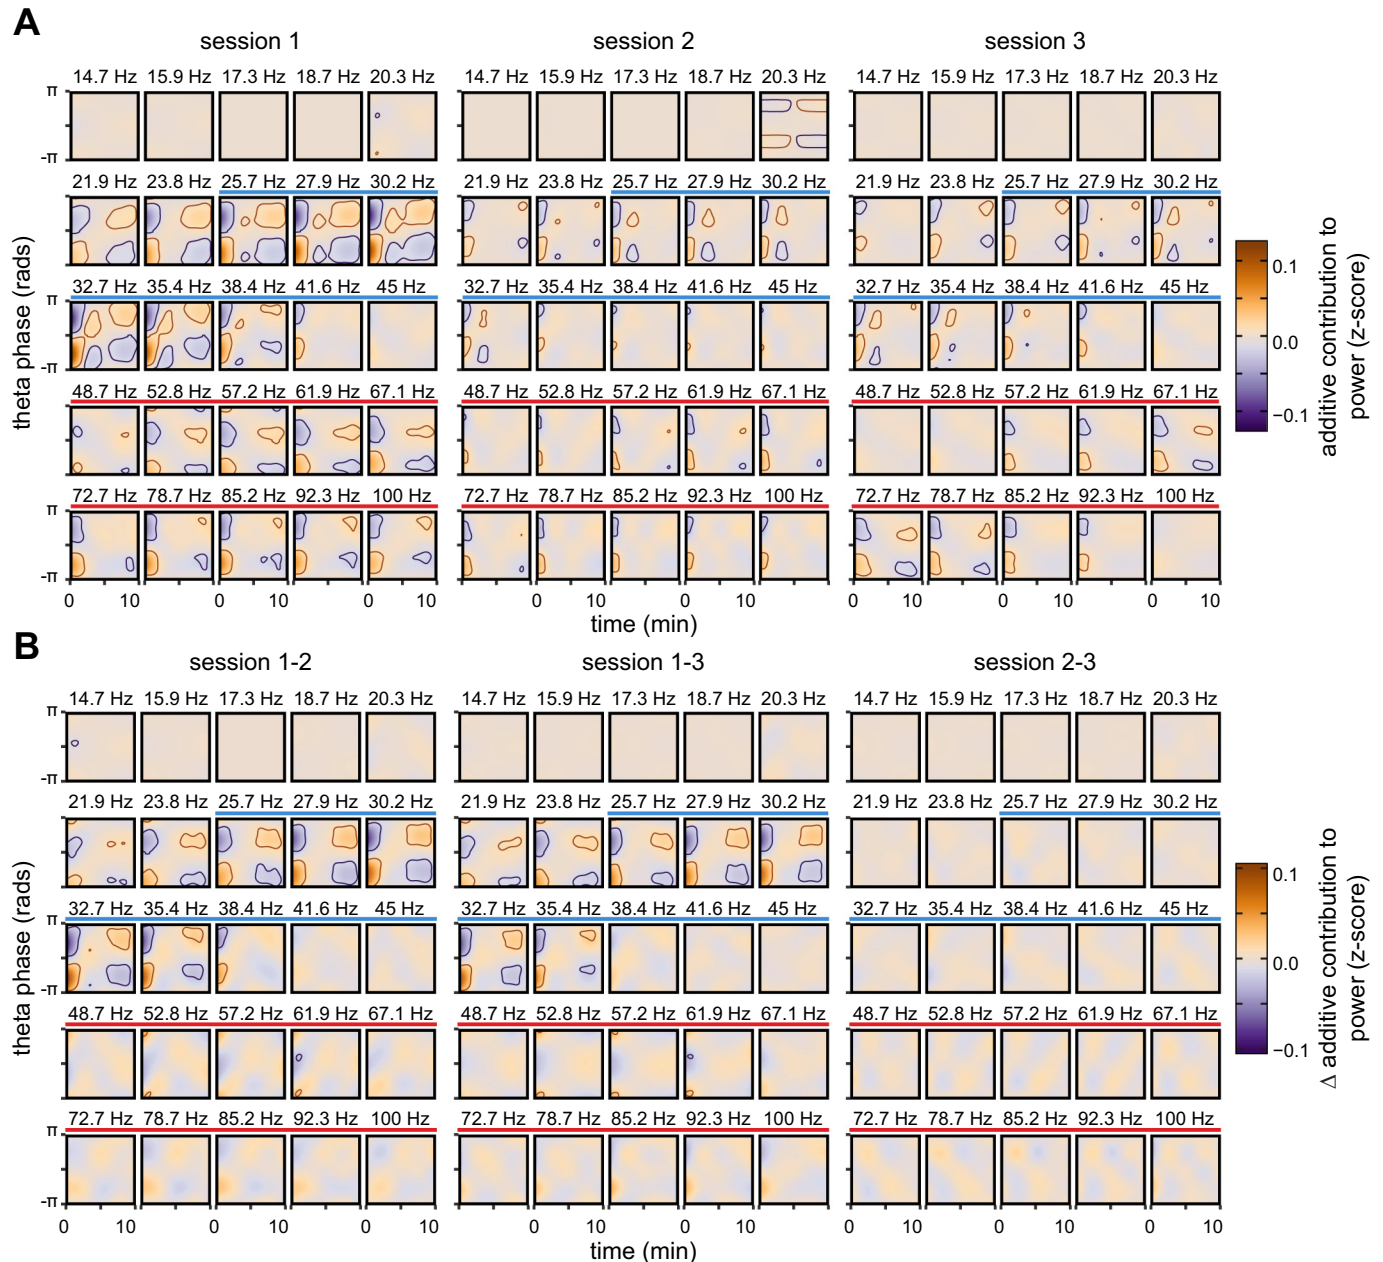 A
session 1 session 2 session 3
14.7 Hz 15.9 Hz 17.3 Hz 18.7 Hz 20.3 Hz 14.7 Hz 15.9 Hz 17.3 Hz 18.7 Hz 20.3 Hz 14.7 Hz 15.9 Hz 17.3 Hz 18.7 Hz 20.3 Hz
π
-π
21.9 Hz 23.8 Hz 25.7 Hz 27.9 Hz 30.2 Hz 21.9 Hz 23.8 Hz 25.7 Hz 27.9 Hz 30.2 Hz 21.9 Hz 23.8 Hz 25.7 Hz 27.9 Hz 30.2 Hz
32.7 Hz 35.4 Hz 38.4 Hz 41.6 Hz 45 Hz 32.7 Hz 35.4 Hz 38.4 Hz 41.6 Hz 45 Hz 32.7 Hz 35.4 Hz 38.4 Hz 41.6 Hz 45 Hz
π
-π
48.7 Hz 52.8 Hz 57.2 Hz 61.9 Hz 67.1 Hz 48.7 Hz 52.8 Hz 57.2 Hz 61.9 Hz 67.1 Hz 48.7 Hz 52.8 Hz 57.2 Hz 61.9 Hz 67.1 Hz
72.7 Hz 78.7 Hz 85.2 Hz 92.3 Hz 100 Hz 72.7 Hz 78.7 Hz 85.2 Hz 92.3 Hz 100 Hz 72.7 Hz 78.7 Hz 85.2 Hz 92.3 Hz 100 Hz
π
-π
0 10 0 10 0 10 0 10 0 10 0 10 0 10 0 10
time (min)
theta phase (rads)
0.1
0.0
−0.1
additive contribution to
power (z-score)
B
session 1-2 session 1-3 session 2-3
14.7 Hz 15.9 Hz 17.3 Hz 18.7 Hz 20.3 Hz 14.7 Hz 15.9 Hz 17.3 Hz 18.7 Hz 20.3 Hz 14.7 Hz 15.9 Hz 17.3 Hz 18.7 Hz 20.3 Hz
π
-π
21.9 Hz 23.8 Hz 25.7 Hz 27.9 Hz 30.2 Hz 21.9 Hz 23.8 Hz 25.7 Hz 27.9 Hz 30.2 Hz 21.9 Hz 23.8 Hz 25.7 Hz 27.9 Hz 30.2 Hz
32.7 Hz 35.4 Hz 38.4 Hz 41.6 Hz 45 Hz 32.7 Hz 35.4 Hz 38.4 Hz 41.6 Hz 45 Hz 32.7 Hz 35.4 Hz 38.4 Hz 41.6 Hz 45 Hz
π
-π
48.7 Hz 52.8 Hz 57.2 Hz 61.9 Hz 67.1 Hz 48.7 Hz 52.8 Hz 57.2 Hz 61.9 Hz 67.1 Hz 48.7 Hz 52.8 Hz 57.2 Hz 61.9 Hz 67.1 Hz
72.7 Hz 78.7 Hz 85.2 Hz 92.3 Hz 100 Hz 72.7 Hz 78.7 Hz 85.2 Hz 92.3 Hz 100 Hz 72.7 Hz 78.7 Hz 85.2 Hz 92.3 Hz 100 Hz
π
-π
0 10 0 10 0 10 0 10 0 10 0 10 0 10 0 10
time (min)
theta phase (rads)
0.1
0.0
−0.1
Δ additive contribution to
power (z-score)